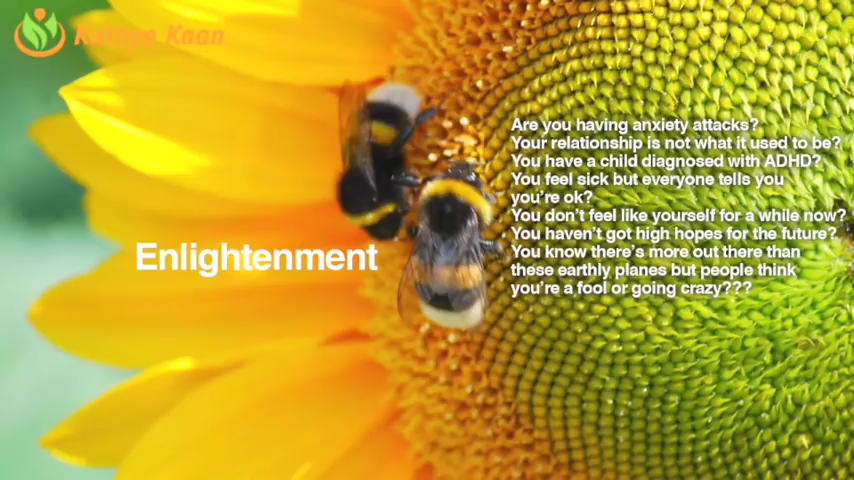 Kathya Kaan
Enlightenment
Are you having anxiety attacks?
Your relationship is not what it used to be?
You have a child diagnosed with ADHD?
You feel sick but everyone tells you
you're ok?
You don't feel like yourself for a while now?
You haven't got high hopes for the future?
You know there's more out there than
these earthly planes but people think
you're a fool or going crazy???